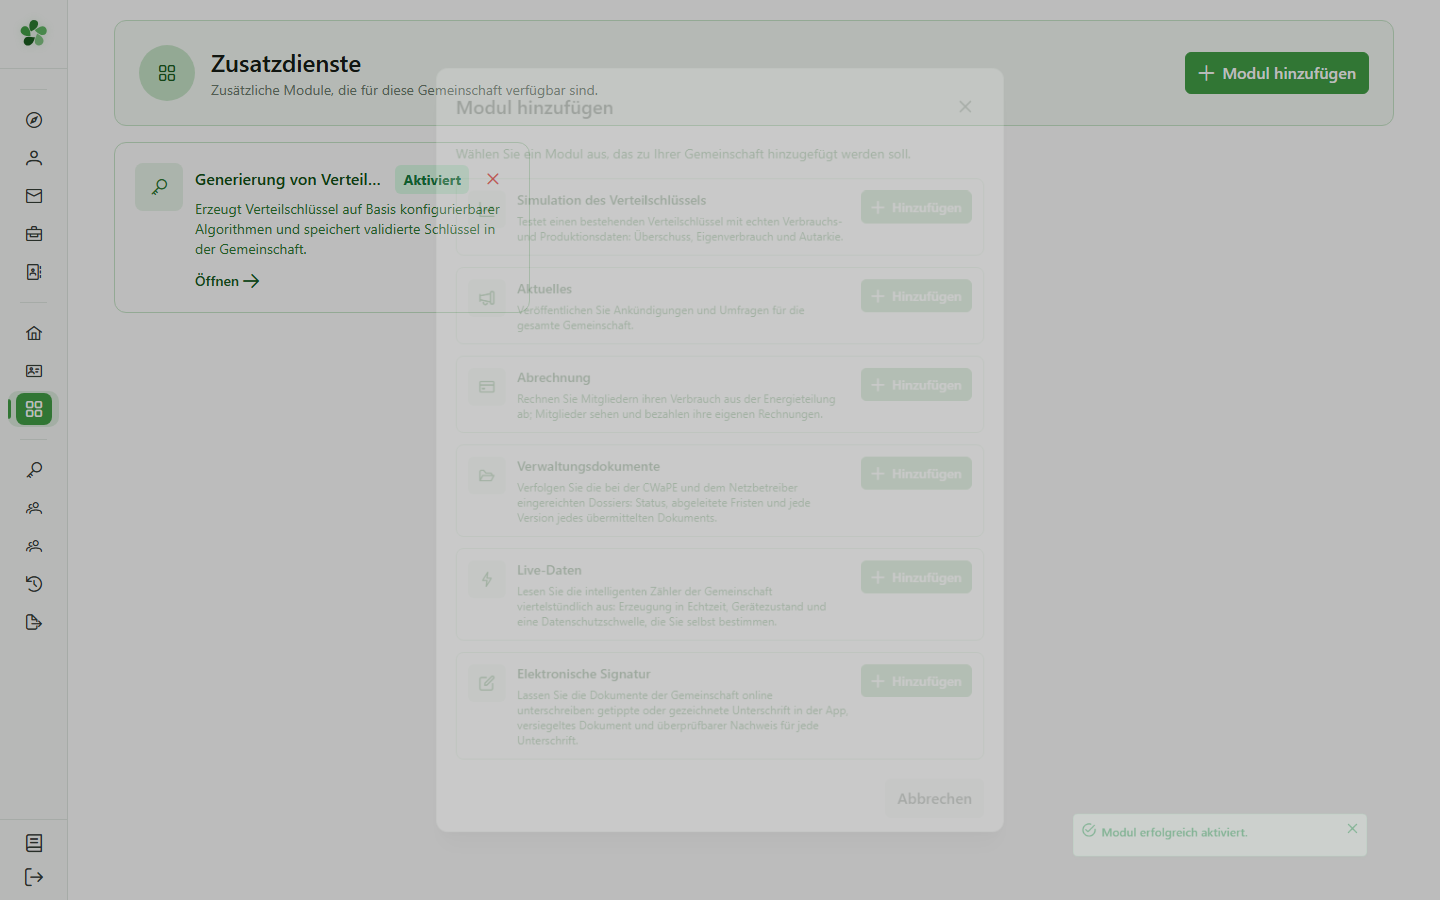 Zusatzdienste
Zusätzliche Module, die für diese Gemeinschaft verfügbar sind.
Modul hinzufügen
Generierung von Verteil...
Aktiviert
Erzeugt Verteilschlüssel auf Basis konfigurierbarer
Algorithmen und speichert validierte Schlüssel in
der Gemeinschaft.
Öffnen
Modul hinzufügen
Wählen Sie ein Modul aus, das zu Ihrer Gemeinschaft hinzugefügt werden soll.
Simulation des Verteilschlüssels
Testet einen bestehenden Verteilschlüssel mit echten Verbrauchs-
und Produktionsdaten: Überschuss, Eigenverbrauch und Autarkie.
Hinzufügen
Aktuelles
Veröffentlichen Sie Ankündigungen und Umfragen für die
gesamte Gemeinschaft.
Hinzufügen
Abrechnung
Rechnen Sie Mitgliedern ihren Verbrauch aus der Energieteilung
ab; Mitglieder sehen und bezahlen ihre eigenen Rechnungen.
Hinzufügen
Verwaltungsdokumente
Verfolgen Sie die bei der CWaPE und dem Netzbetreiber
eingereichten Dossiers: Status, abgeleitete Fristen und jede
Version jedes übermittelten Dokuments.
Hinzufügen
Live-Daten
Lesen Sie die intelligenten Zähler der Gemeinschaft
viertelstündlich aus: Erzeugung in Echtzeit, Gerätezustand und
eine Datenschutzschwelle, die Sie selbst bestimmen.
Hinzufügen
Elektronische Signatur
Lassen Sie die Dokumente der Gemeinschaft online
unterschreiben: getippte oder gezeichnete Unterschrift in der App,
versiegeltes Dokument und überprüfbarer Nachweis für jede
Unterschrift.
Hinzufügen
Abbrechen
Modul erfolgreich aktiviert.